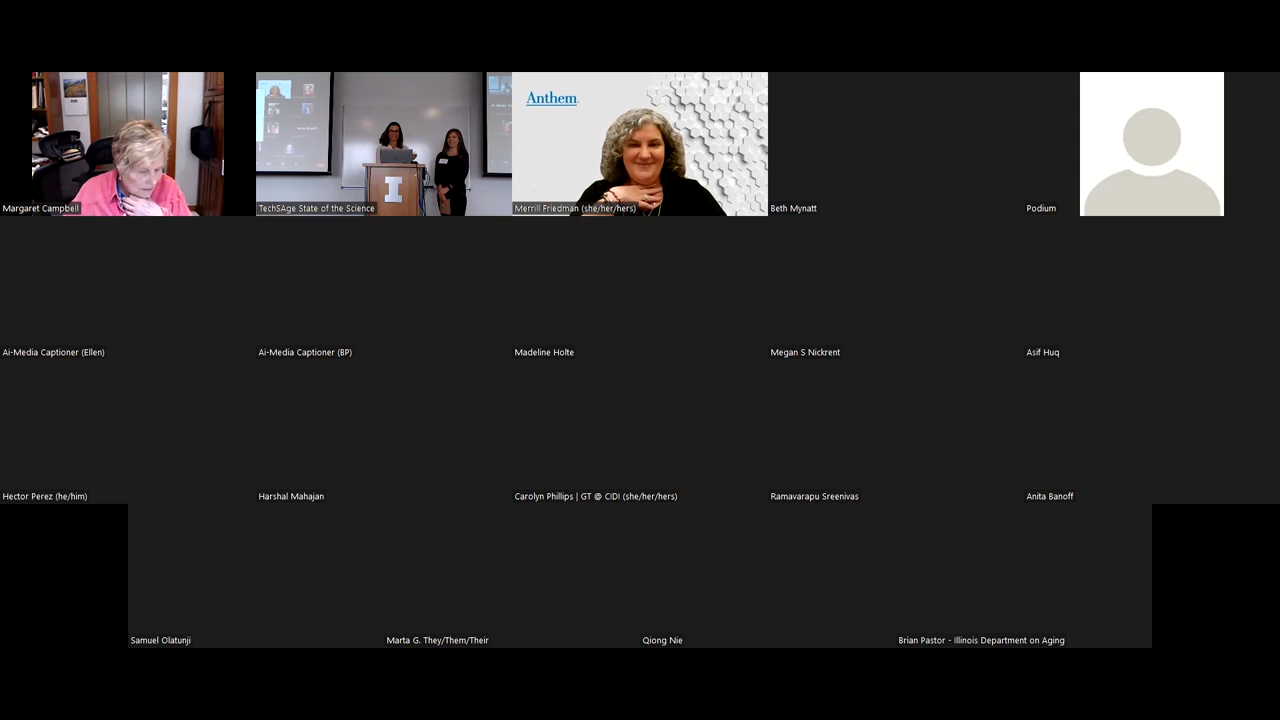 Anthem.
Margaret Campbell
TechSAge State of the Science
Merrill Friedman (she/her/hers)
Beth Mynatt
Podium
Ai-Media Captioner (Ellen)
Ai-Media Captioner (BP)
Madeline Holte
Megan S Nickrent
Asif Huq
Hector Perez (he/him)
Harshal Mahajan
Carolyn Phillips | GT @ CIDI (she/her/hers)
Ramavarapu Sreenivas
Anita Banoff
Samuel Olatunji
Marta G. They/Them/Their
Qiong Nie
Brian Pastor - Illinois Department on Aging